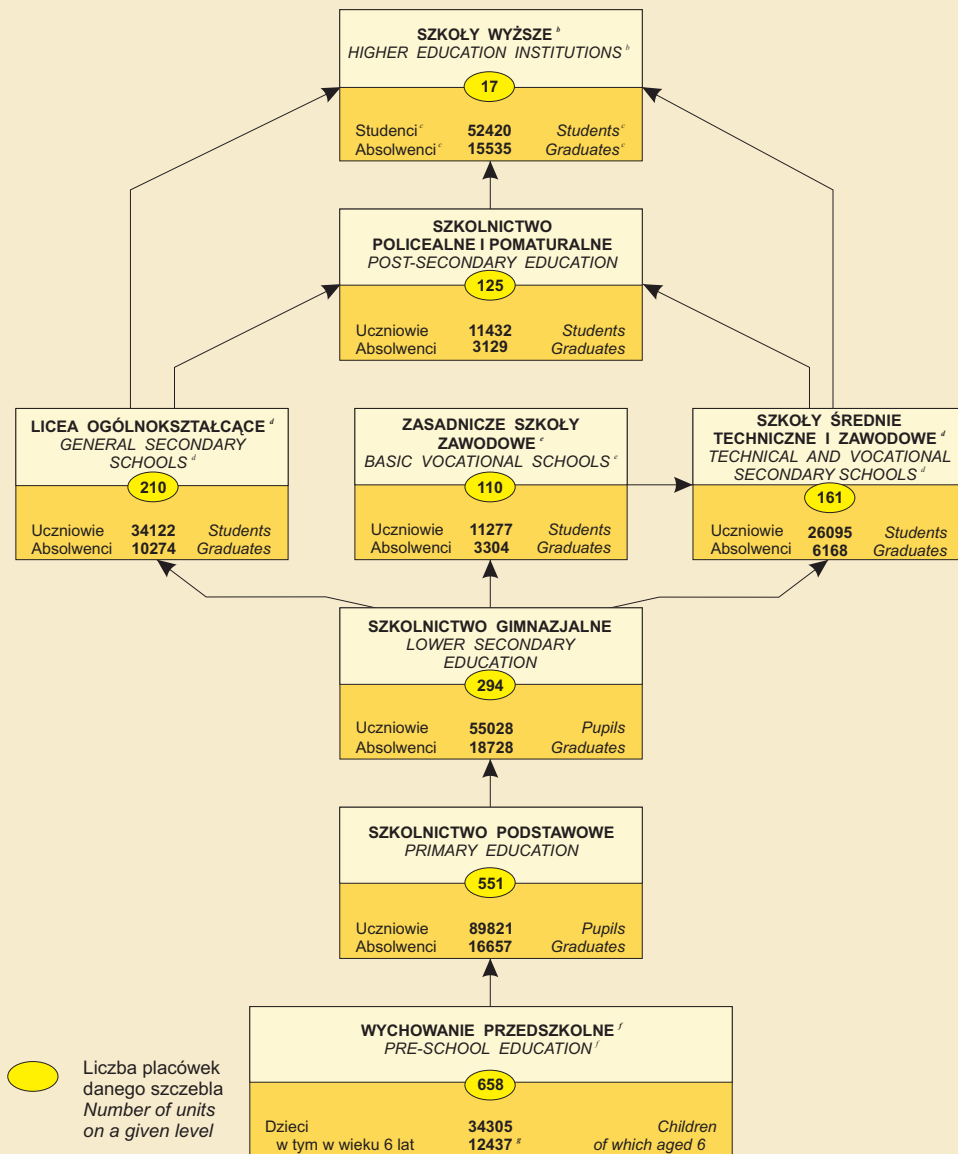 SZKOŁY WYŻSZE b
HIGHER EDUCATION INSTITUTIONS b
17
Studenci c 52420 Students c
Absolwenci c 15535 Graduates c
SZKOLNICTWO
POLICEALNE I POMATURALNE
POST-SECONDARY EDUCATION
125
Uczniowie 11432 Students
Absolwenci 3129 Graduates
LICEA OGÓLNOKSZTAŁCĄCE d
GENERAL SECONDARY
SCHOOLS d
210
Uczniowie 34122 Students
Absolwenci 10274 Graduates
ZASADNICZE SZKOŁY
ZAWODOWE e
BASIC VOCATIONAL SCHOOLS e
110
Uczniowie 11277 Students
Absolwenci 3304 Graduates
SZKOŁY ŚREDNIE
TECHNICZNE I ZAWODOWE d
TECHNICAL AND VOCATIONAL
SECONDARY SCHOOLS d
161
Uczniowie 26095 Students
Absolwenci 6168 Graduates
SZKOLNICTWO GIMNAZJALNE
LOWER SECONDARY
EDUCATION
294
Uczniowie 55028 Pupils
Absolwenci 18728 Graduates
SZKOLNICTWO PODSTAWOWE
PRIMARY EDUCATION
551
Uczniowie 89821 Pupils
Absolwenci 16657 Graduates
WYCHOWANIE PRZEDSZKOLNE f
PRE-SCHOOL EDUCATION f
658
Dzieci 34305 Children
w tym w wieku 6 lat 12437 g of which aged 6
Liczba placówek
danego szczebla
Number of units
on a given level